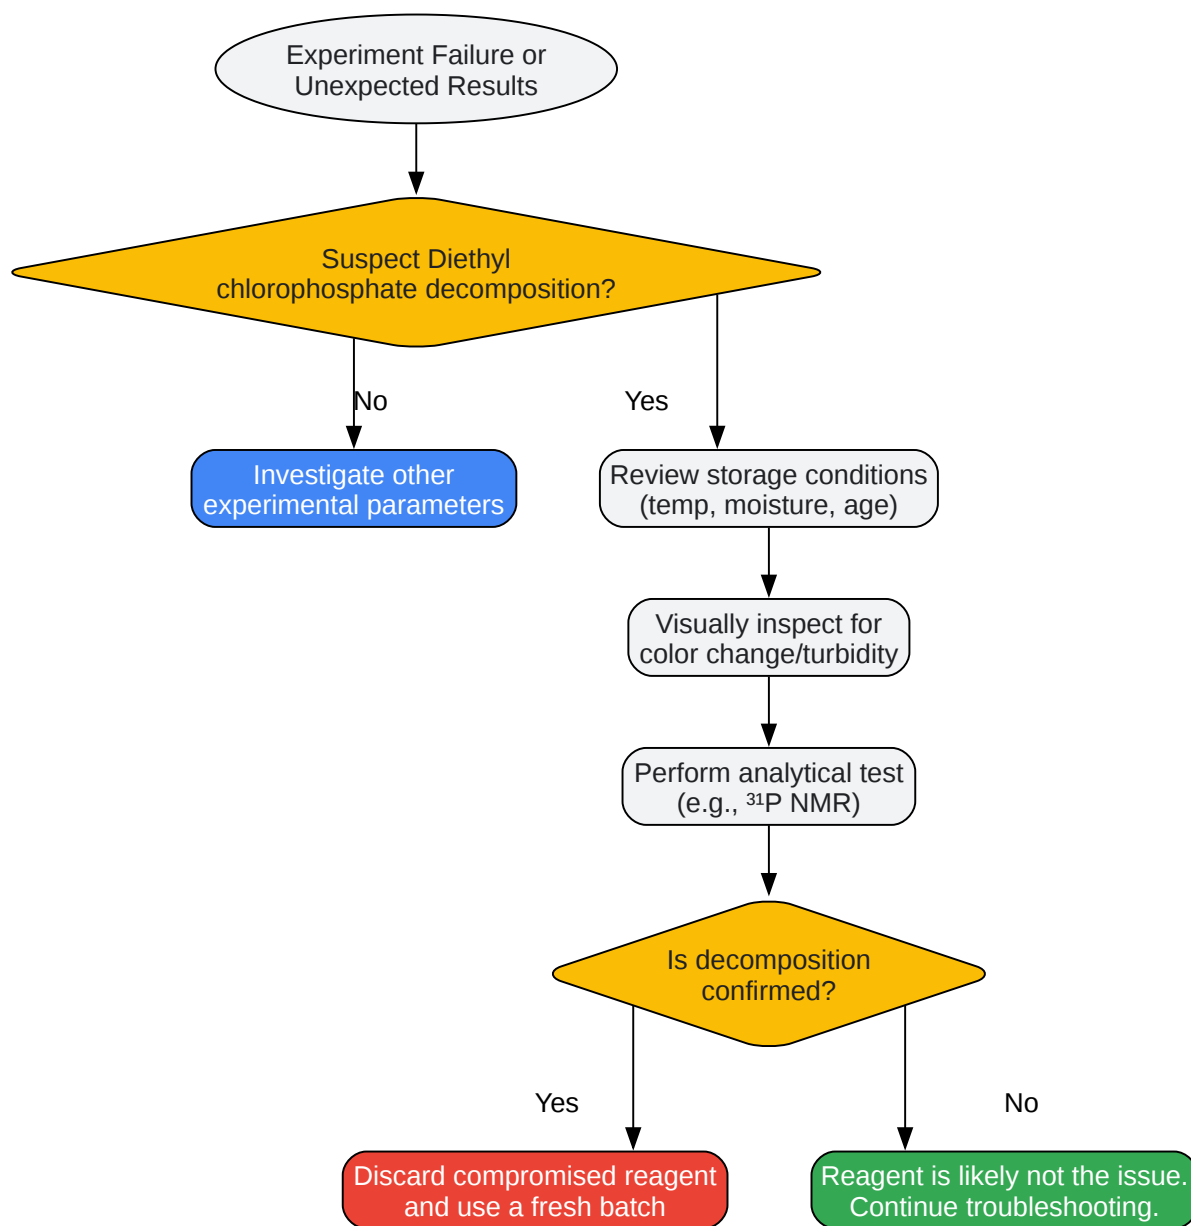 Experiment Failure or
Unexpected Results
Suspect Diethyl
chlorophosphate decomposition?
No
Yes
Investigate other
experimental parameters
Review storage conditions
(temp, moisture, age)
Visually inspect for
color change/turbidity
Perform analytical test
(e.g., ³¹P NMR)
Is decomposition
confirmed?
Yes
No
Discard compromised reagent
and use a fresh batch
Reagent is likely not the issue.
Continue troubleshooting.